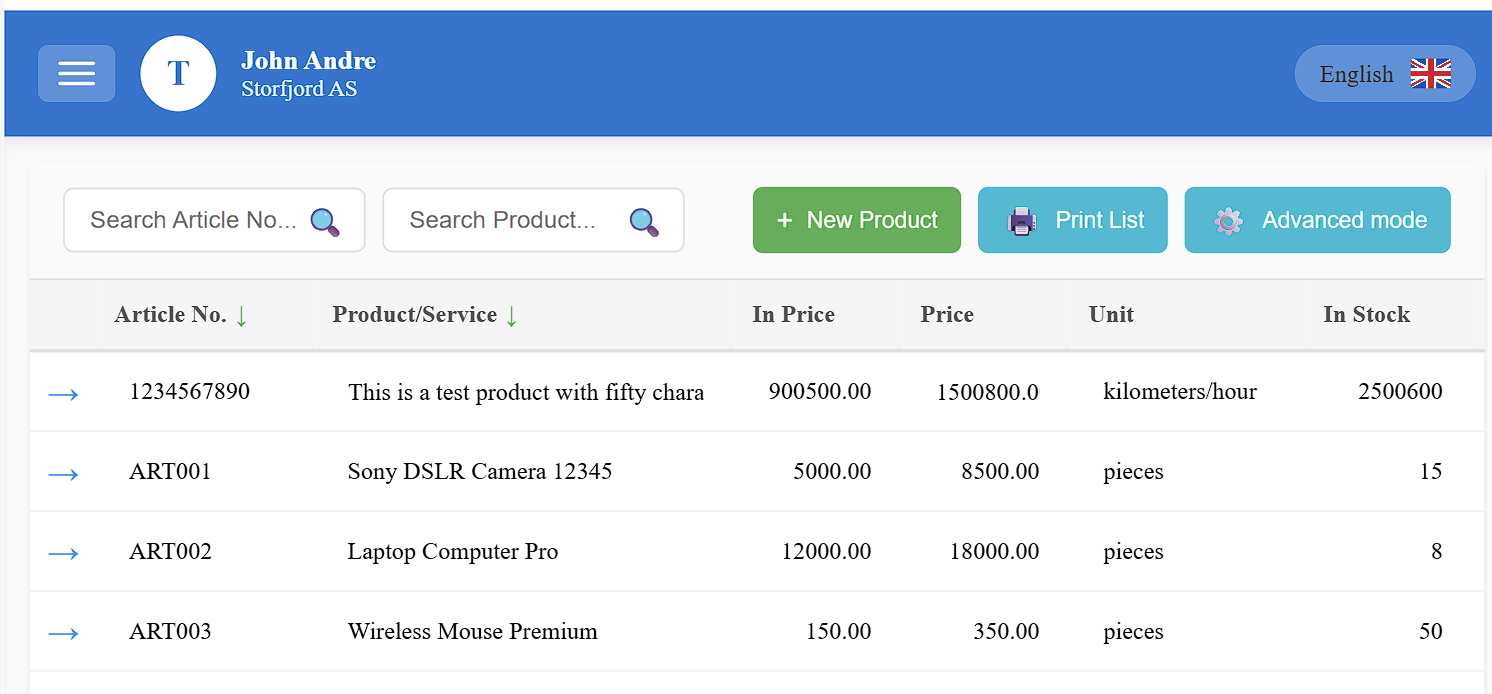 T
John Andre
Storfjord AS
English
Search Article No...
Search Product...
+ New Product
Print List
Advanced mode
Article No. ↓ Product/Service ↓ In Price Price Unit In Stock
→ 1234567890 This is a test product with fifty chara 900500.00 1500800.0 kilometers/hour 2500600
→ ART001 Sony DSLR Camera 12345 5000.00 8500.00 pieces 15
→ ART002 Laptop Computer Pro 12000.00 18000.00 pieces 8
→ ART003 Wireless Mouse Premium 150.00 350.00 pieces 50